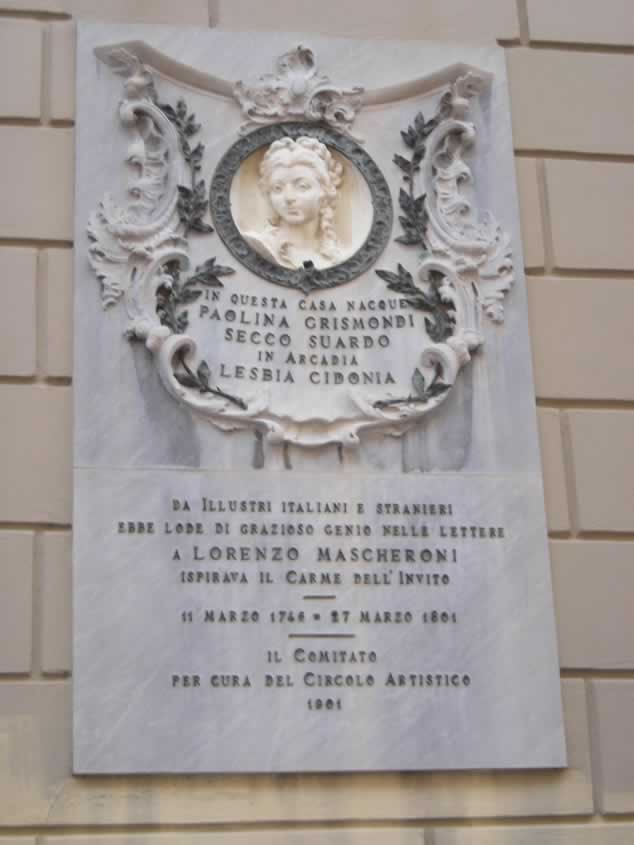 IN QUESTA CASA NACQUE
PAOLINA GRISMONDI
SECCO SUARDO
IN ARCADIA
LESBIA CIDONIA
DA ILLUSTRI ITALIANI E STRANIERI
EBBE LODE DI GRAZIOSO GENIO NELLE LETTERE
A LORENZO MASCHERONI
ISPIRAVA IL CARME DELL'INVITO
11 MARZO 1746 = 27 MARZO 1801
IL COMITATO
PER CURA DEL CIRCOLO ARTISTICO
1901